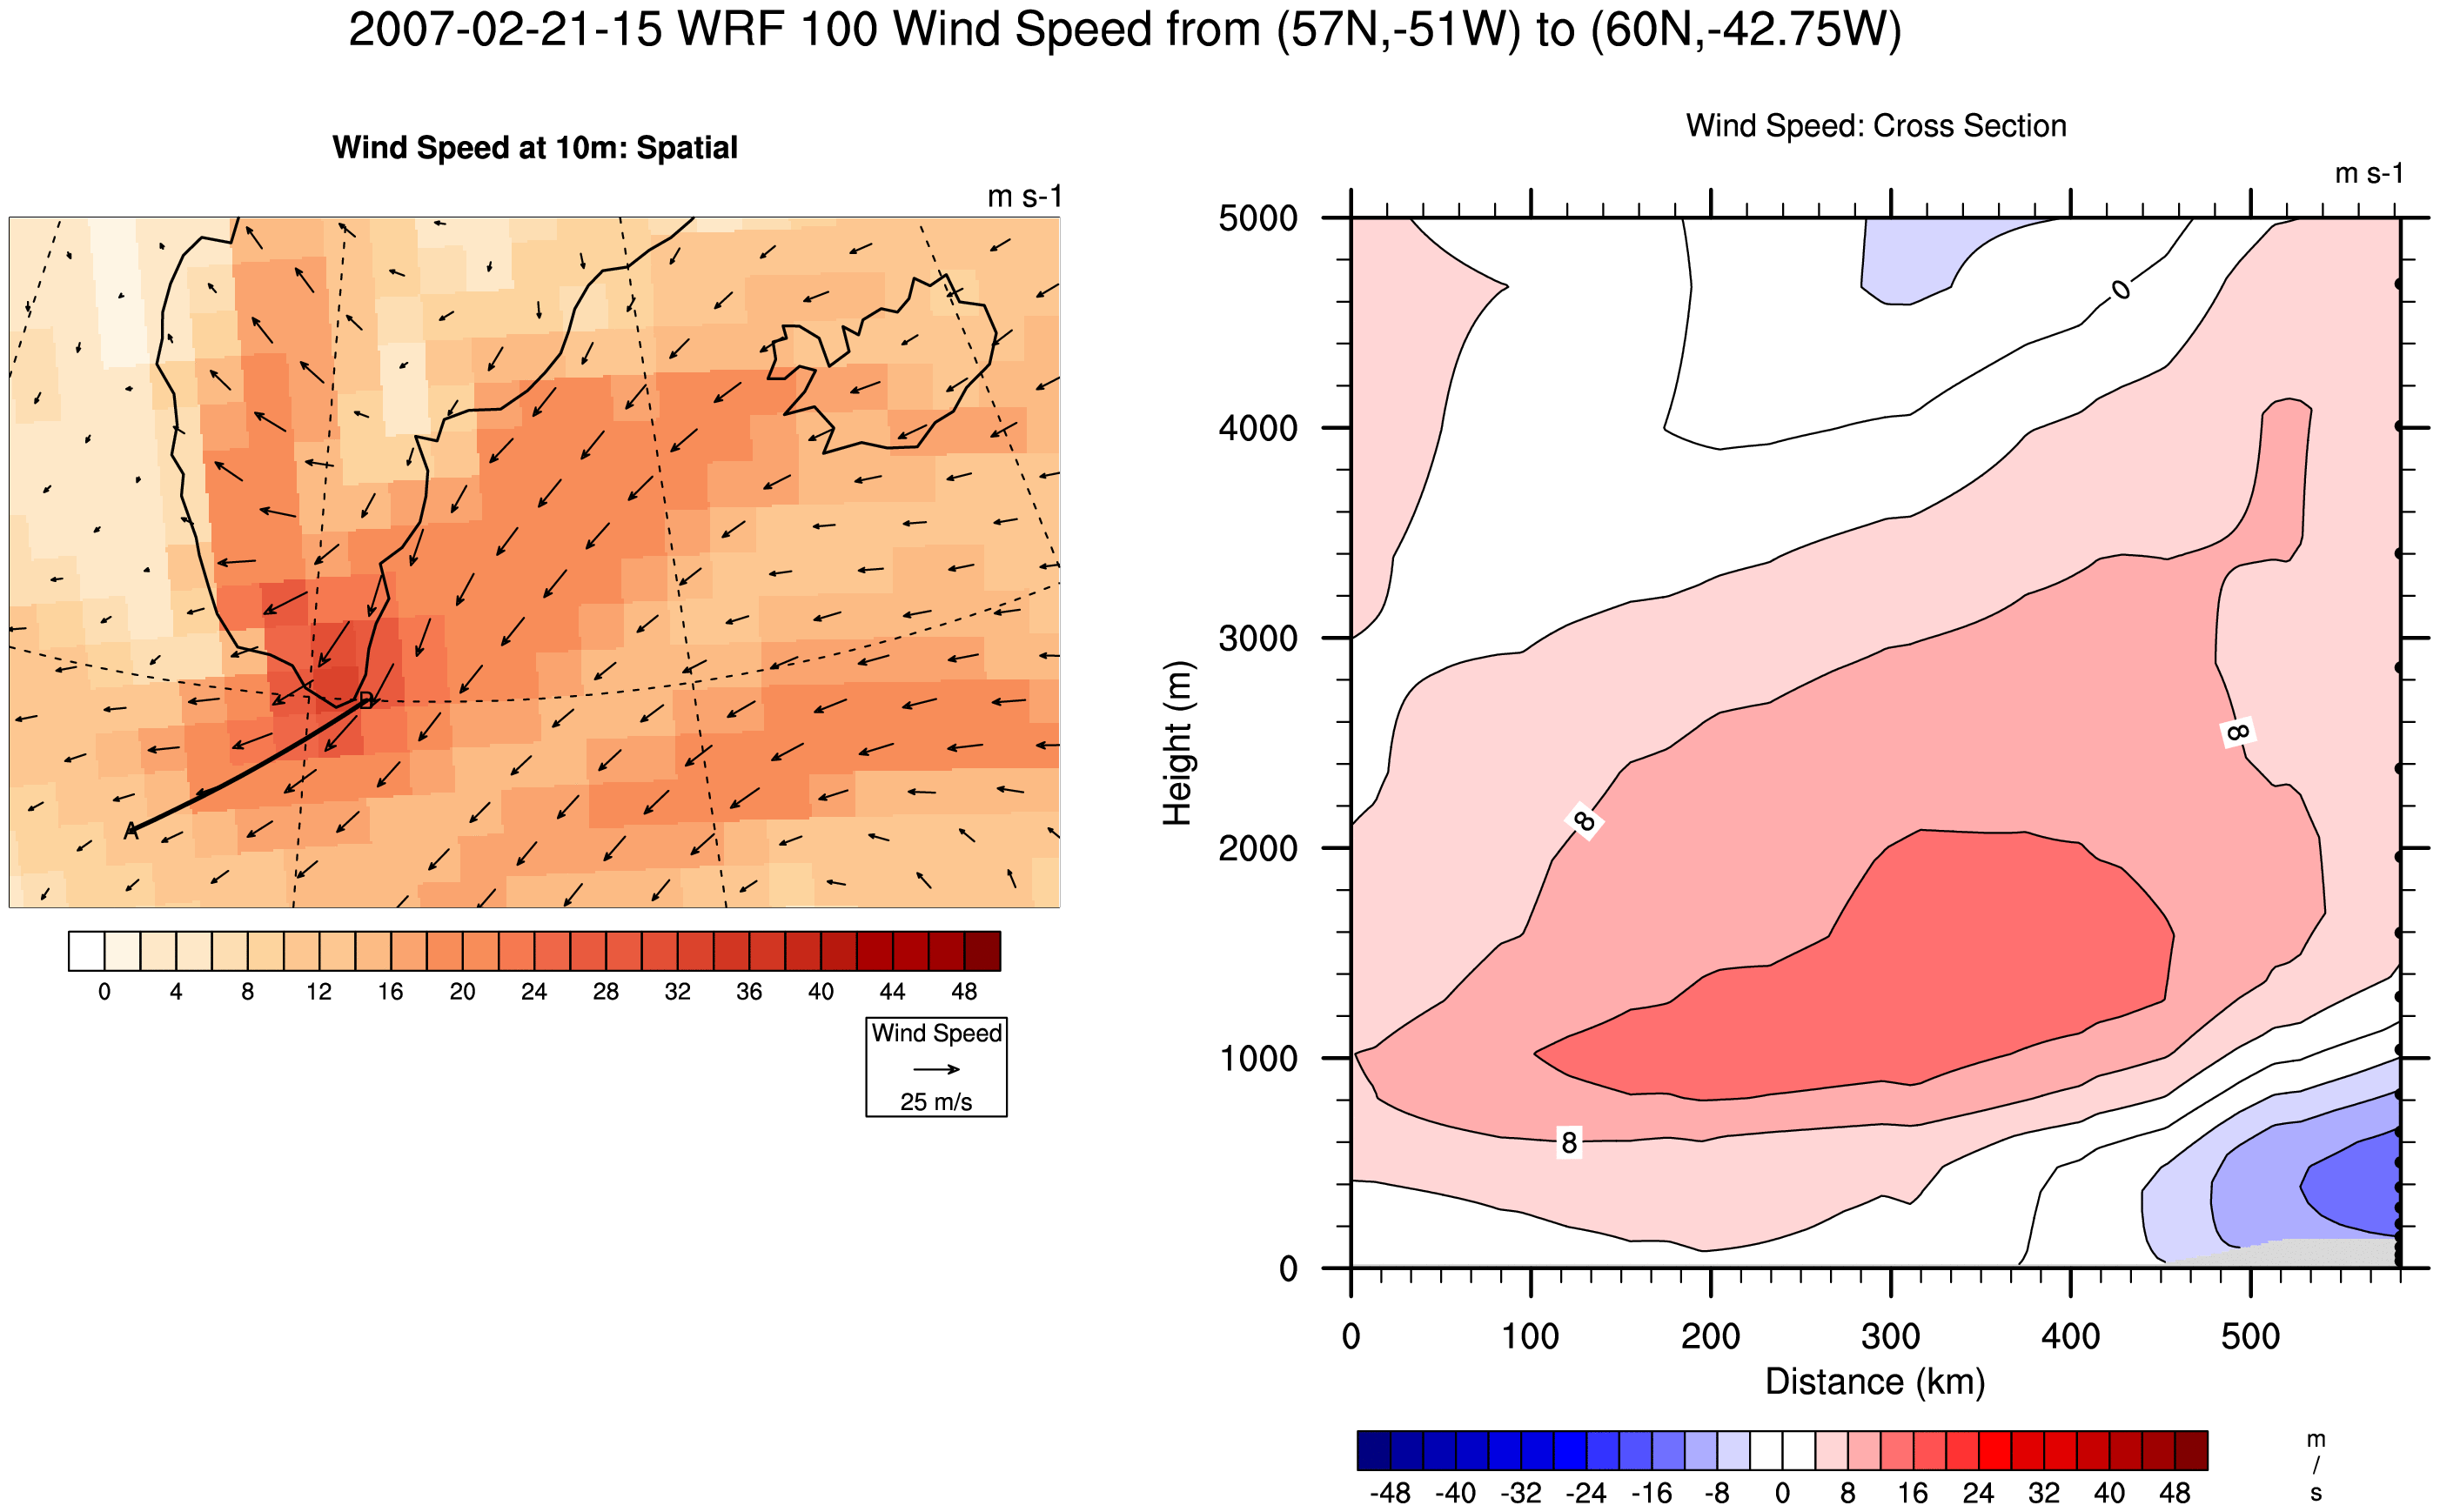 2007-02-21-15 WRF 100 Wind Speed from (57N,-51W) to (60N,-42.75W)
Wind Speed at 10m: Spatial
m s-1
A
B
0 4 8 12 16 20 24 28 32 36 40 44 48
Wind Speed
25 m/s
Wind Speed: Cross Section
m s-1
5000
4000
3000
2000
1000
0
Height (m)
0
8
8
8
0 100 200 300 400 500
Distance (km)
-48 -40 -32 -24 -16 -8 0 8 16 24 32 40 48
m
/
s